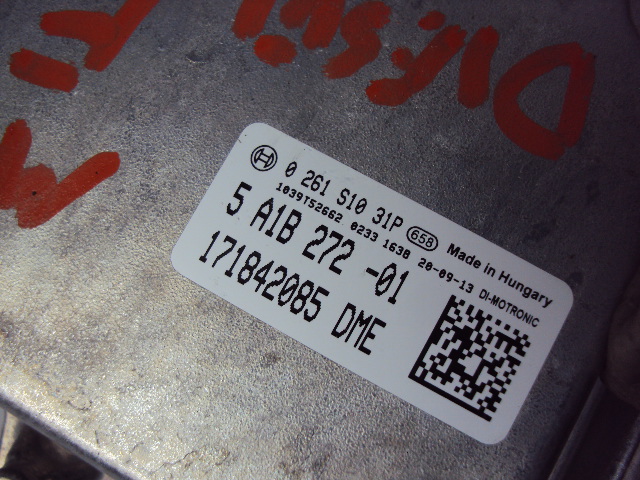 0 261 S10 31P 658 Made in Hungary
1039T52662 0233 1638 20-09-13 DI-MOTRONIC
5 A1B 272 -01
171842085 DME